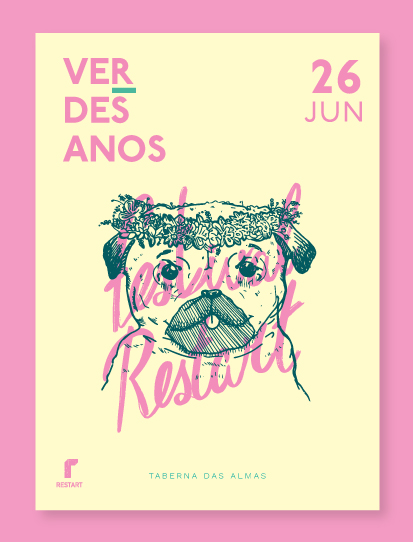 VER
DES
ANOS
26
JUN
Festival
Restart
RESTART
TABERNA DAS ALMAS